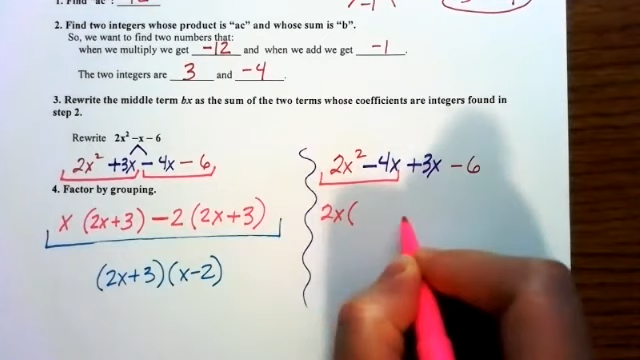 1. Find "ac":
2. Find two integers whose product is "ac" and whose sum is "b".
So, we want to find two numbers that:
when we multiply we get -12 and when we add we get -1.
The two integers are 3 and -4.
3. Rewrite the middle term bx as the sum of the two terms whose coefficients are integers found in
step 2.
Rewrite 2x² – x – 6
2x² + 3x - 4x - 6
4. Factor by grouping.
x (2x+3) - 2 (2x+3)
(2x+3)(x-2)
2x² - 4x + 3x - 6
2x(